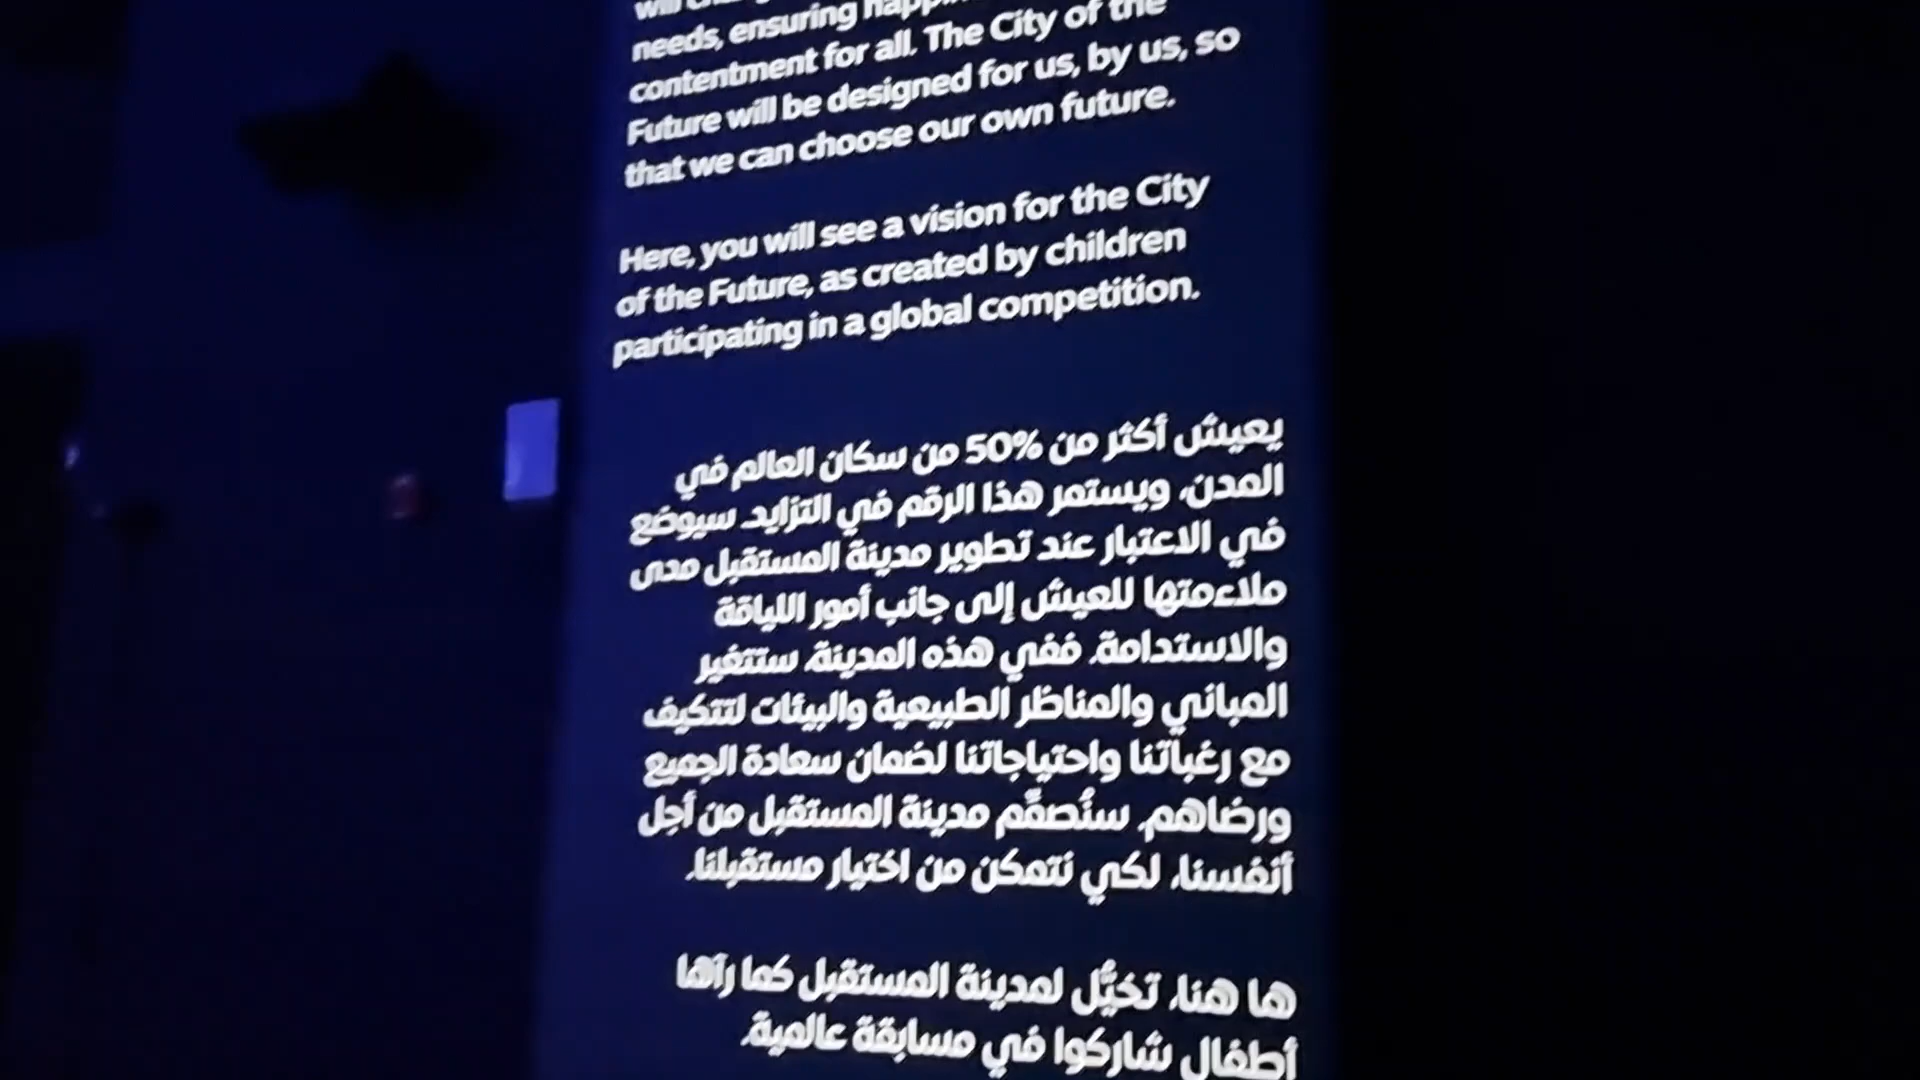 needs, ensuring
contentment for all. The City of the
Future will be designed for us, by us, so
that we can choose our own future.
Here, you will see a vision for the City
of the Future, as created by children
participating in a global competition.
يعيش أكثر من 50% من سكان العالم في
المدن، ويستمر هذا الرقم في التزايد. سيوضع
في الاعتبار عند تطوير مدينة المستقبل مدى
ملاءمتها للعيش إلى جانب أمور اللياقة
والاستدامة. ففي هذه المدينة، ستتغير
المباني والمناظر الطبيعية والبيئات لتتكيف
مع رغباتنا واحتياجاتنا لضمان سعادة الجميع
ورضاهم. سنُصمِّم مدينة المستقبل من أجل
أنفسنا، لكي نتمكن من اختيار مستقبلنا.
ها هنا، تخيُّل لمدينة المستقبل كما رآها
أطفال شاركوا في مسابقة عالمية.